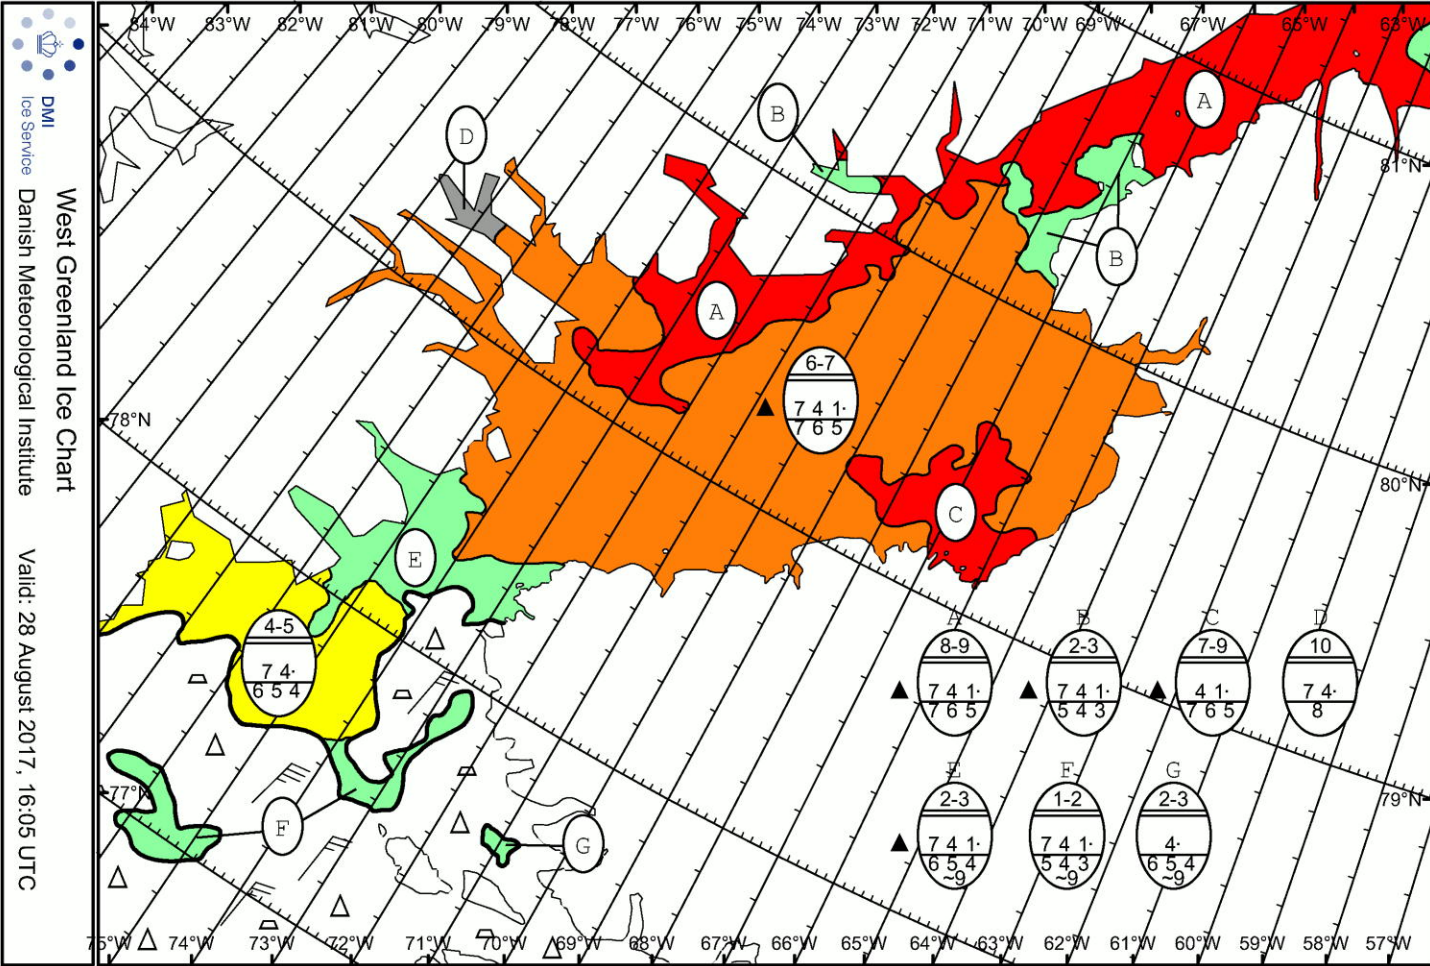 DMI
Ice Service
West Greenland Ice Chart
Danish Meteorological Institute
Valid: 28 August 2017, 16:05 UTC
84°W 83°W 82°W 81°W 80°W 79°W 78°W 77°W 76°W 75°W 74°W 73°W 72°W 71°W 70°W 69°W 67°W 65°W 63°W
A
B
D
81°N
B
A
6-7
7 4 1·
7 6 5
78°N
80°N
C
E
4-5
7 4·
6 5 4
A B C D
8-9 2-3 7-9 10
7 4 1· 7 4 1· 4 1· 7 4·
7 6 5 5 4 3 7 6 5 8
E F G
2-3 1-2 2-3
7 4 1· 7 4 1· 4·
6 5 4 5 4 3 6 5 4
~9 ~9 ~9
77°N
79°N
F
G
75°W 74°W 73°W 72°W 71°W 70°W 69°W 68°W 67°W 66°W 65°W 64°W 63°W 62°W 61°W 60°W 59°W 58°W 57°W